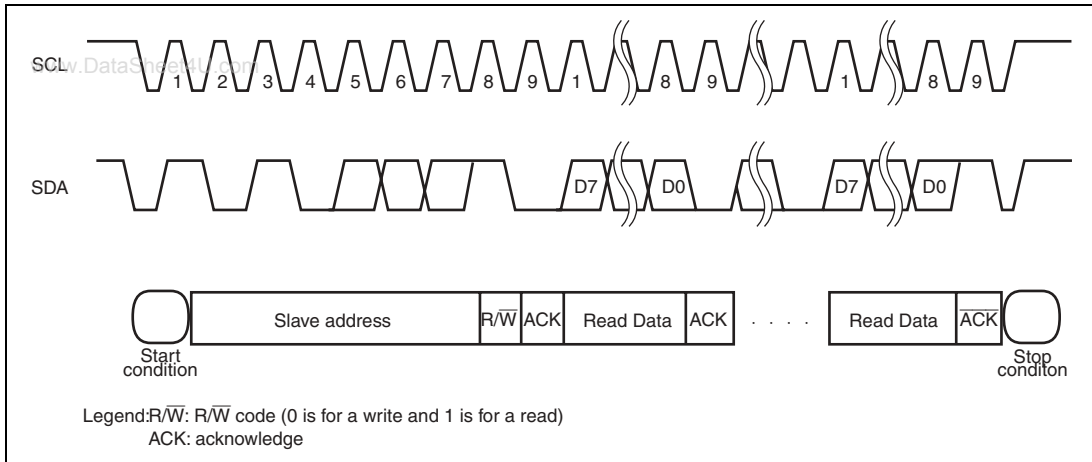 SCL
www.DataSheet4U.com
1 2 3 4 5 6 7 8 9 1 8 9 1 8 9
SDA
D7 D0 D7 D0
Slave address R/W̅ ACK Read Data ACK . . . . Read Data A̅C̅K̅
Start
condition
Stop
conditon
Legend:R/W̅: R/W̅ code (0 is for a write and 1 is for a read)
ACK: acknowledge